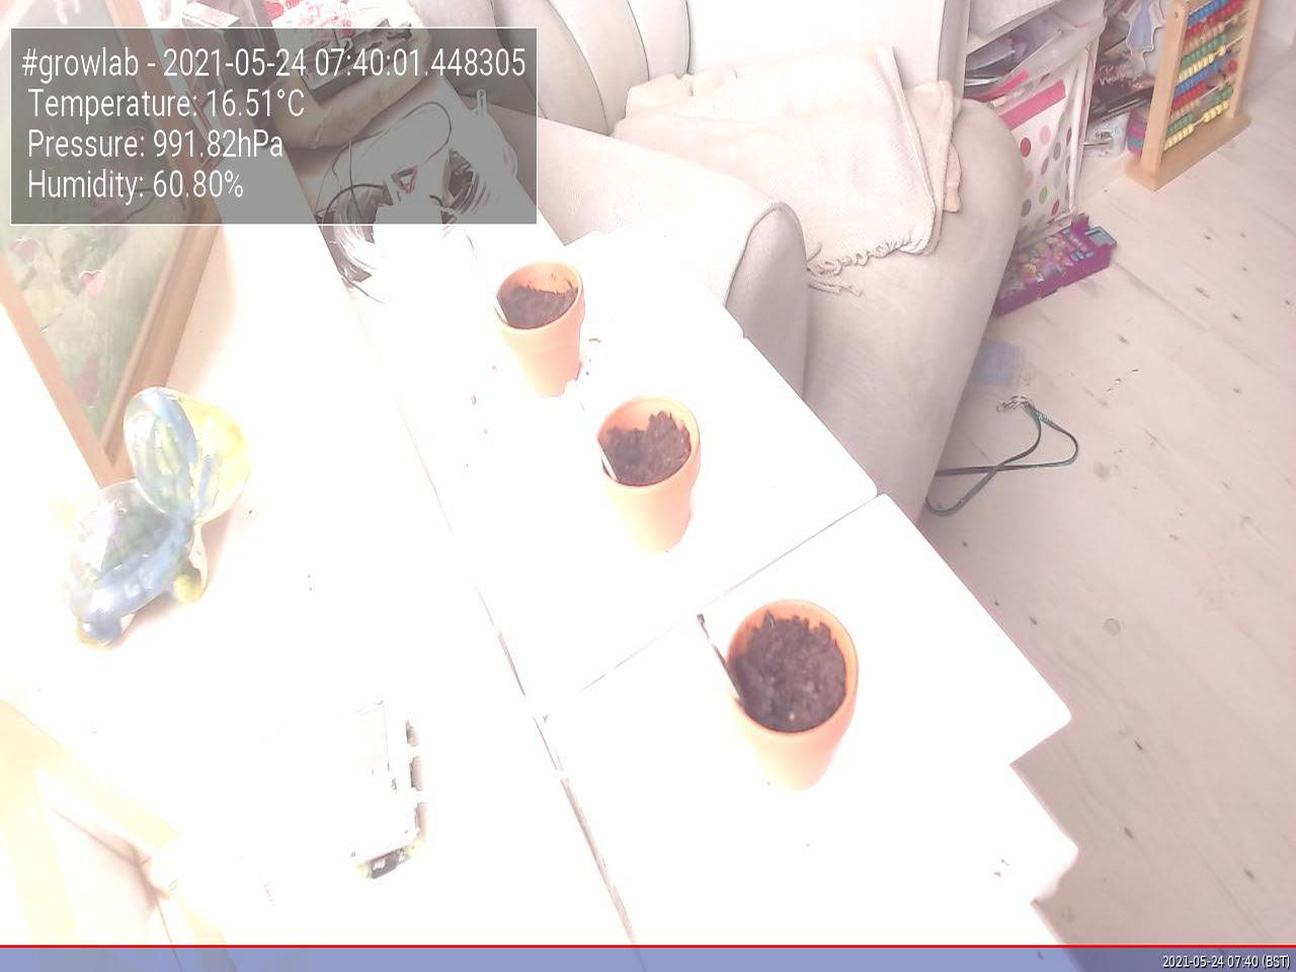 #growlab - 2021-05-24 07:40:01.448305
Temperature: 16.51°C
Pressure: 991.82hPa
Humidity: 60.80%
2021-05-24 07:40 (BST)